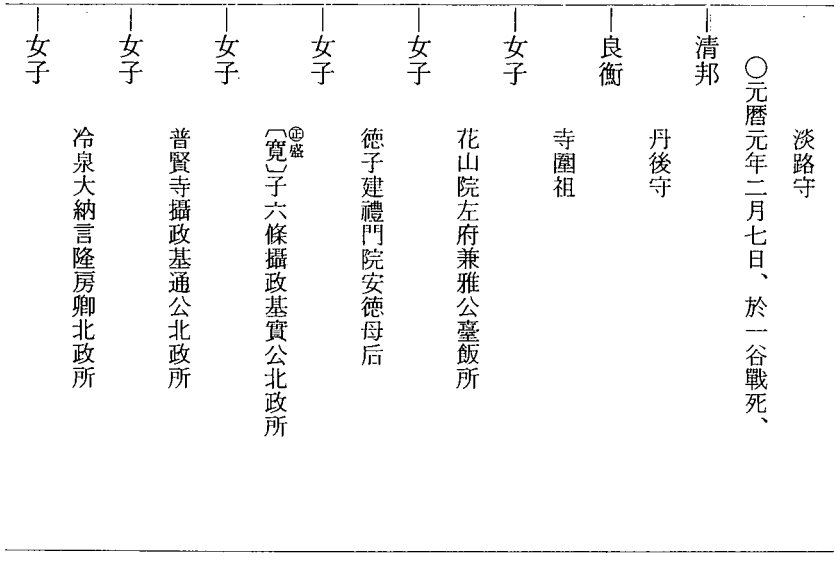 淡路守
〇元暦元年二月七日、於一谷戰死、
清邦
丹後守
良衡
寺圍祖
女子
花山院左府兼雅公臺飯所
女子
徳子建禮門院安徳母后
女子
㊣盛
〔寛〕子六條攝政基實公北政所
女子
普賢寺攝政基通公北政所
女子
冷泉大納言隆房卿北政所
女子